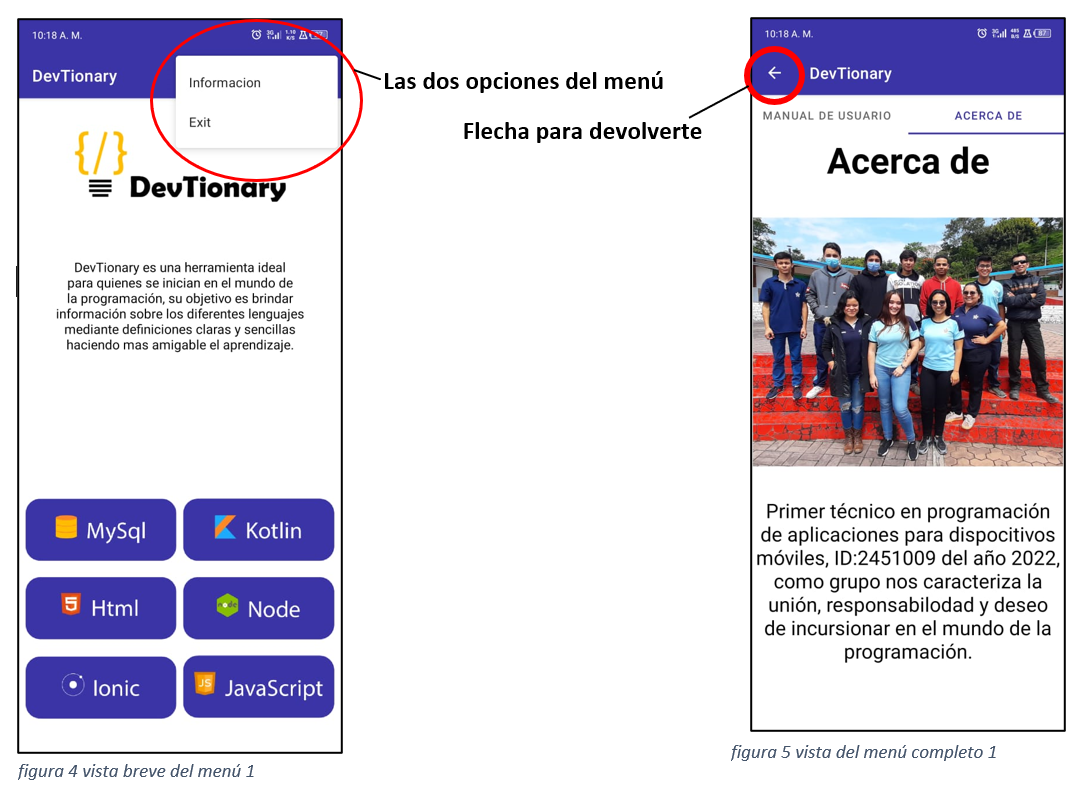 10:18 A. M.
DevTionary
Informacion
Exit
{/}
DevTionary
DevTionary es una herramienta ideal
para quienes se inician en el mundo de
la programación, su objetivo es brindar
información sobre los diferentes lenguajes
mediante definiciones claras y sencillas
haciendo mas amigable el aprendizaje.
MySql
Kotlin
Html
Node
Ionic
JavaScript
figura 4 vista breve del menú 1
Las dos opciones del menú
Flecha para devolverte
10:18 A. M.
87
DevTionary
MANUAL DE USUARIO
ACERCA DE
Acerca de
Primer técnico en programación
de aplicaciones para dispositivos
móviles, ID:2451009 del año 2022,
como grupo nos caracteriza la
unión, responsabilodad y deseo
de incursionar en el mundo de la
programación.
figura 5 vista del menú completo 1